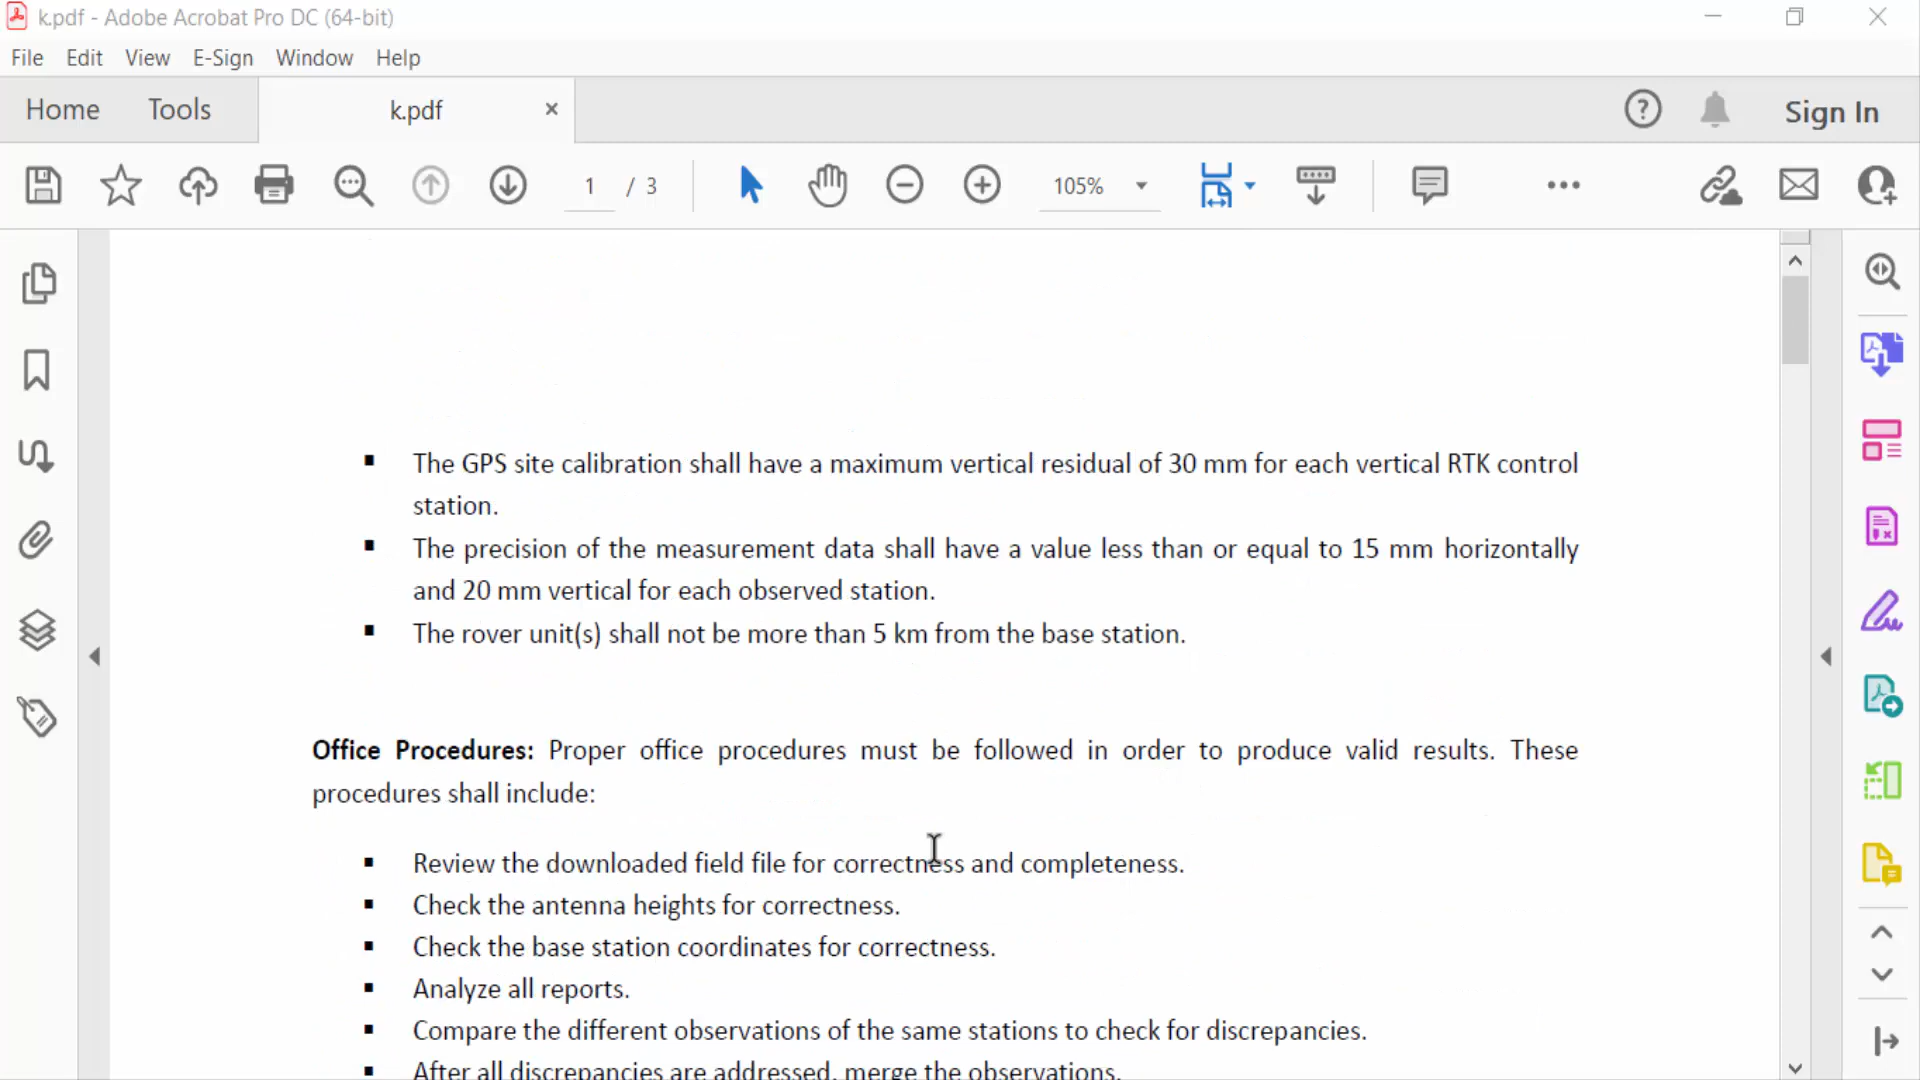 k.pdf - Adobe Acrobat Pro DC (64-bit)
File Edit View E-Sign Window Help
Home Tools k.pdf × Sign In
1 / 3 105%
▪ The GPS site calibration shall have a maximum vertical residual of 30 mm for each vertical RTK control
station.
▪ The precision of the measurement data shall have a value less than or equal to 15 mm horizontally
and 20 mm vertical for each observed station.
▪ The rover unit(s) shall not be more than 5 km from the base station.
Office Procedures: Proper office procedures must be followed in order to produce valid results. These
procedures shall include:
▪ Review the downloaded field file for correctness and completeness.
▪ Check the antenna heights for correctness.
▪ Check the base station coordinates for correctness.
▪ Analyze all reports.
▪ Compare the different observations of the same stations to check for discrepancies.
▪ After all discrepancies are addressed, merge the observations.